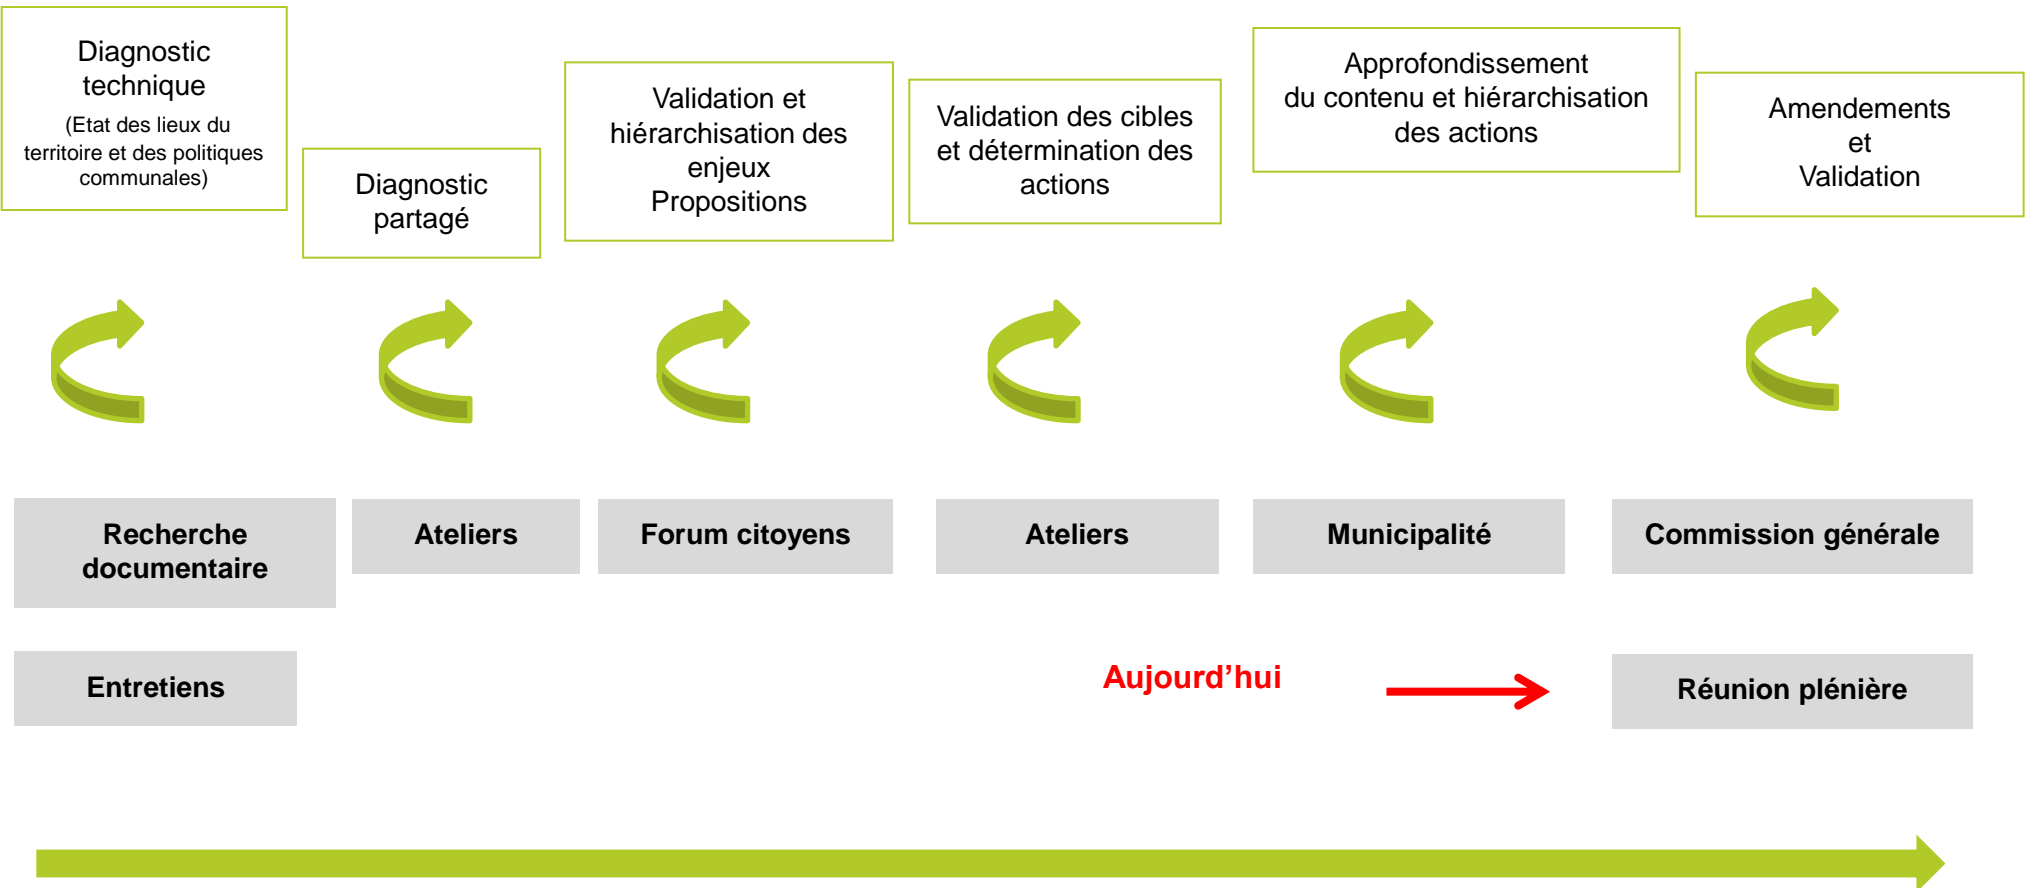 Diagnostic
technique
(Etat des lieux du
territoire et des politiques
communales)
Diagnostic
partagé
Validation et
hiérarchisation des
enjeux
Propositions
Validation des cibles
et détermination des
actions
Approfondissement
du contenu et hiérarchisation
des actions
Amendements
et
Validation
Recherche
documentaire
Ateliers
Forum citoyens
Ateliers
Municipalité
Commission générale
Entretiens
Aujourd’hui
Réunion plénière